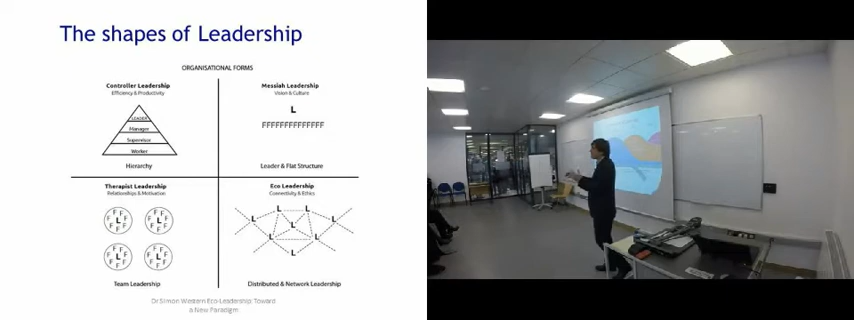 The shapes of Leadership
ORGANISATIONAL FORMS
Controller Leadership
Efficiency & Productivity
LEADER
Manager
Supervisor
Worker
Hierarchy
Messiah Leadership
Vision & Culture
L
FFFFFFFFFFFFFF
Leader & Flat Structure
Therapist Leadership
Relationships & Motivation
F F F L F F F
F F F L F F F
F F F L F F F
F F F L F F F
Team Leadership
Eco Leadership
Connectivity & Ethics
L L
L L L
L L
L
Distributed & Network Leadership
Dr Simon Western Eco-Leadership: Toward
a New Paradigm